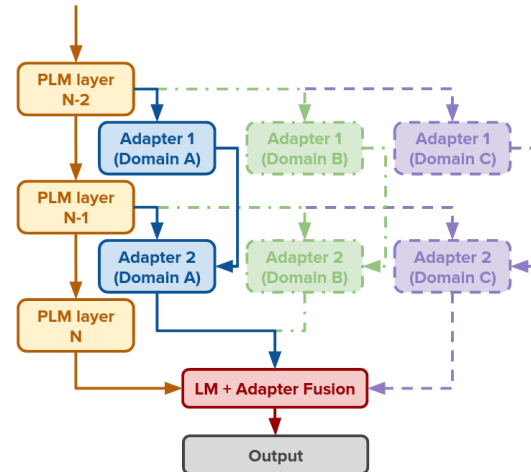 PLM layer
N-2
Adapter 1
(Domain A)
Adapter 1
(Domain B)
Adapter 1
(Domain C)
PLM layer
N-1
Adapter 2
(Domain A)
Adapter 2
(Domain B)
Adapter 2
(Domain C)
PLM layer
N
LM + Adapter Fusion
Output